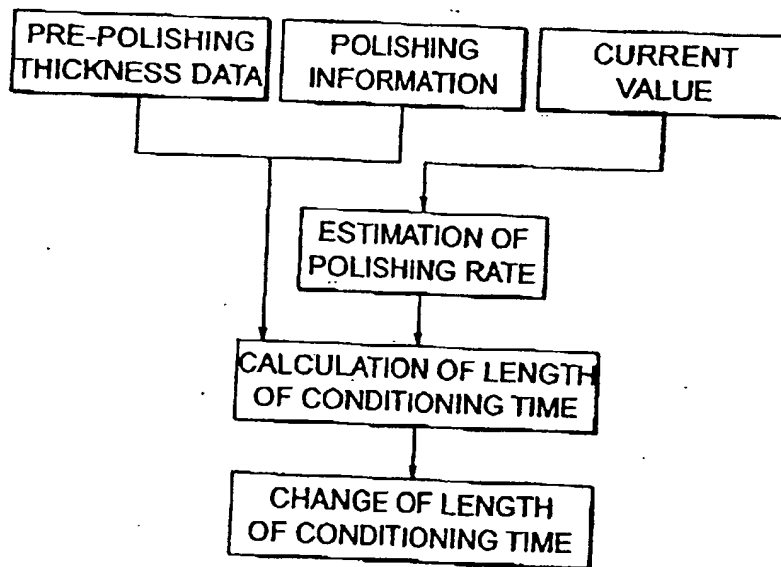 PRE-POLISHING
THICKNESS DATA
POLISHING
INFORMATION
CURRENT
VALUE
ESTIMATION OF
POLISHING RATE
CALCULATION OF LENGTH
OF CONDITIONING TIME
CHANGE OF LENGTH
OF CONDITIONING TIME